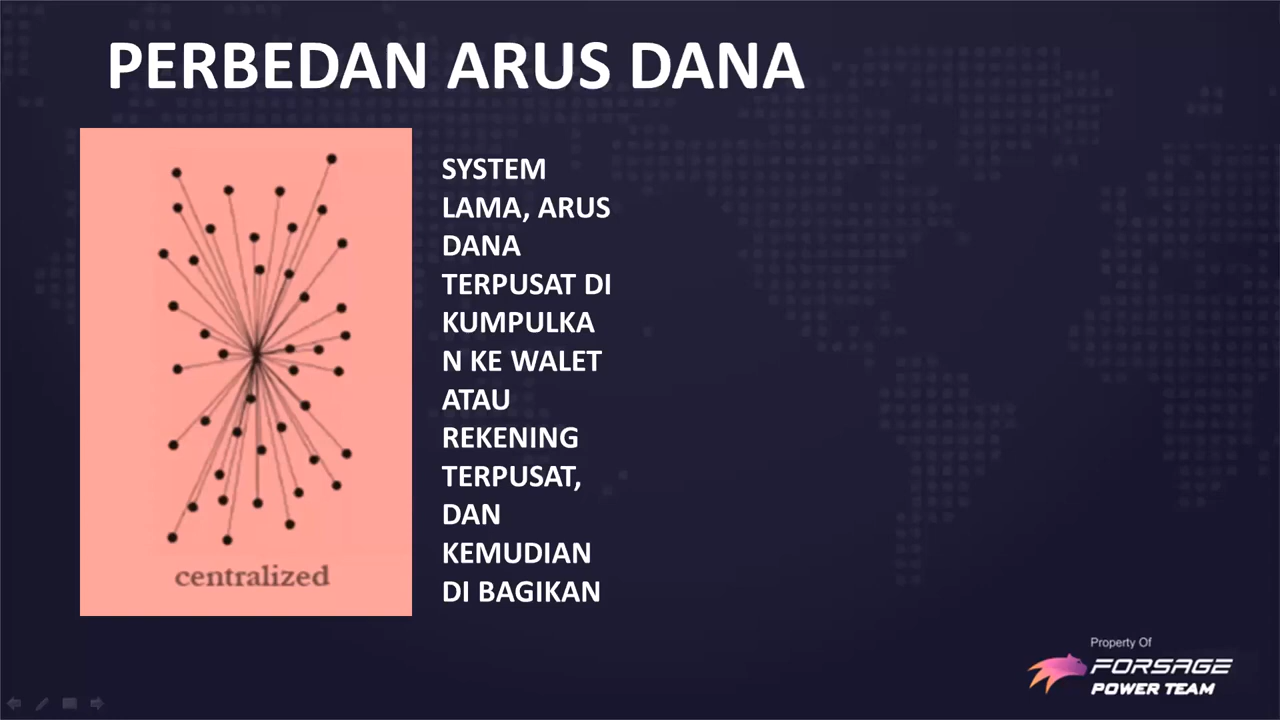 PERBEDAN ARUS DANA
SYSTEM
LAMA, ARUS
DANA
TERPUSAT DI
KUMPULKA
N KE WALET
ATAU
REKENING
TERPUSAT,
DAN
KEMUDIAN
DI BAGIKAN
centralized
Property Of
FORSAGE
POWER TEAM